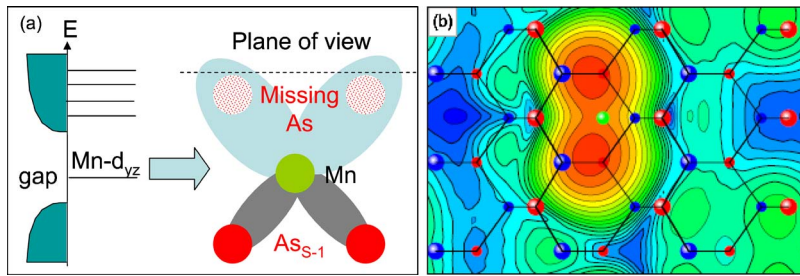 (a)
E
Plane of view
Missing
As
Mn-dyz
gap
Mn
AsS-1
(b)